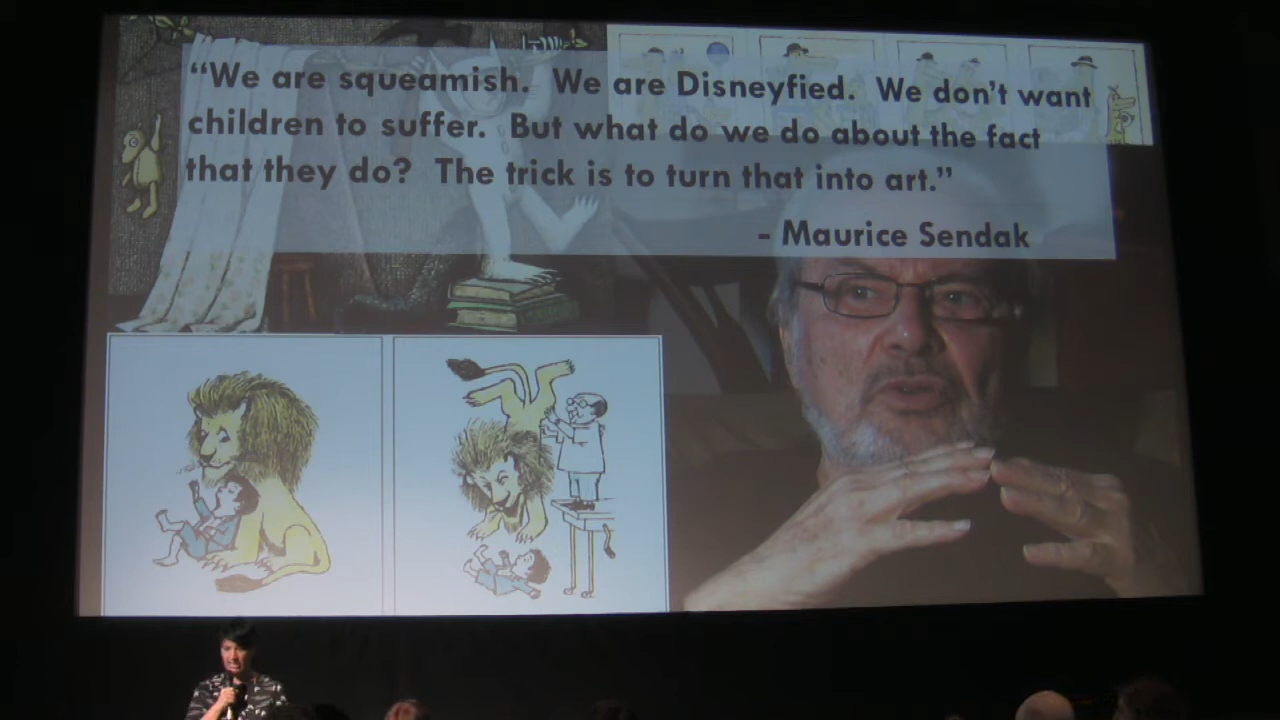 “We are squeamish. We are Disneyfied. We don’t want
children to suffer. But what do we do about the fact
that they do? The trick is to turn that into art.”
- Maurice Sendak